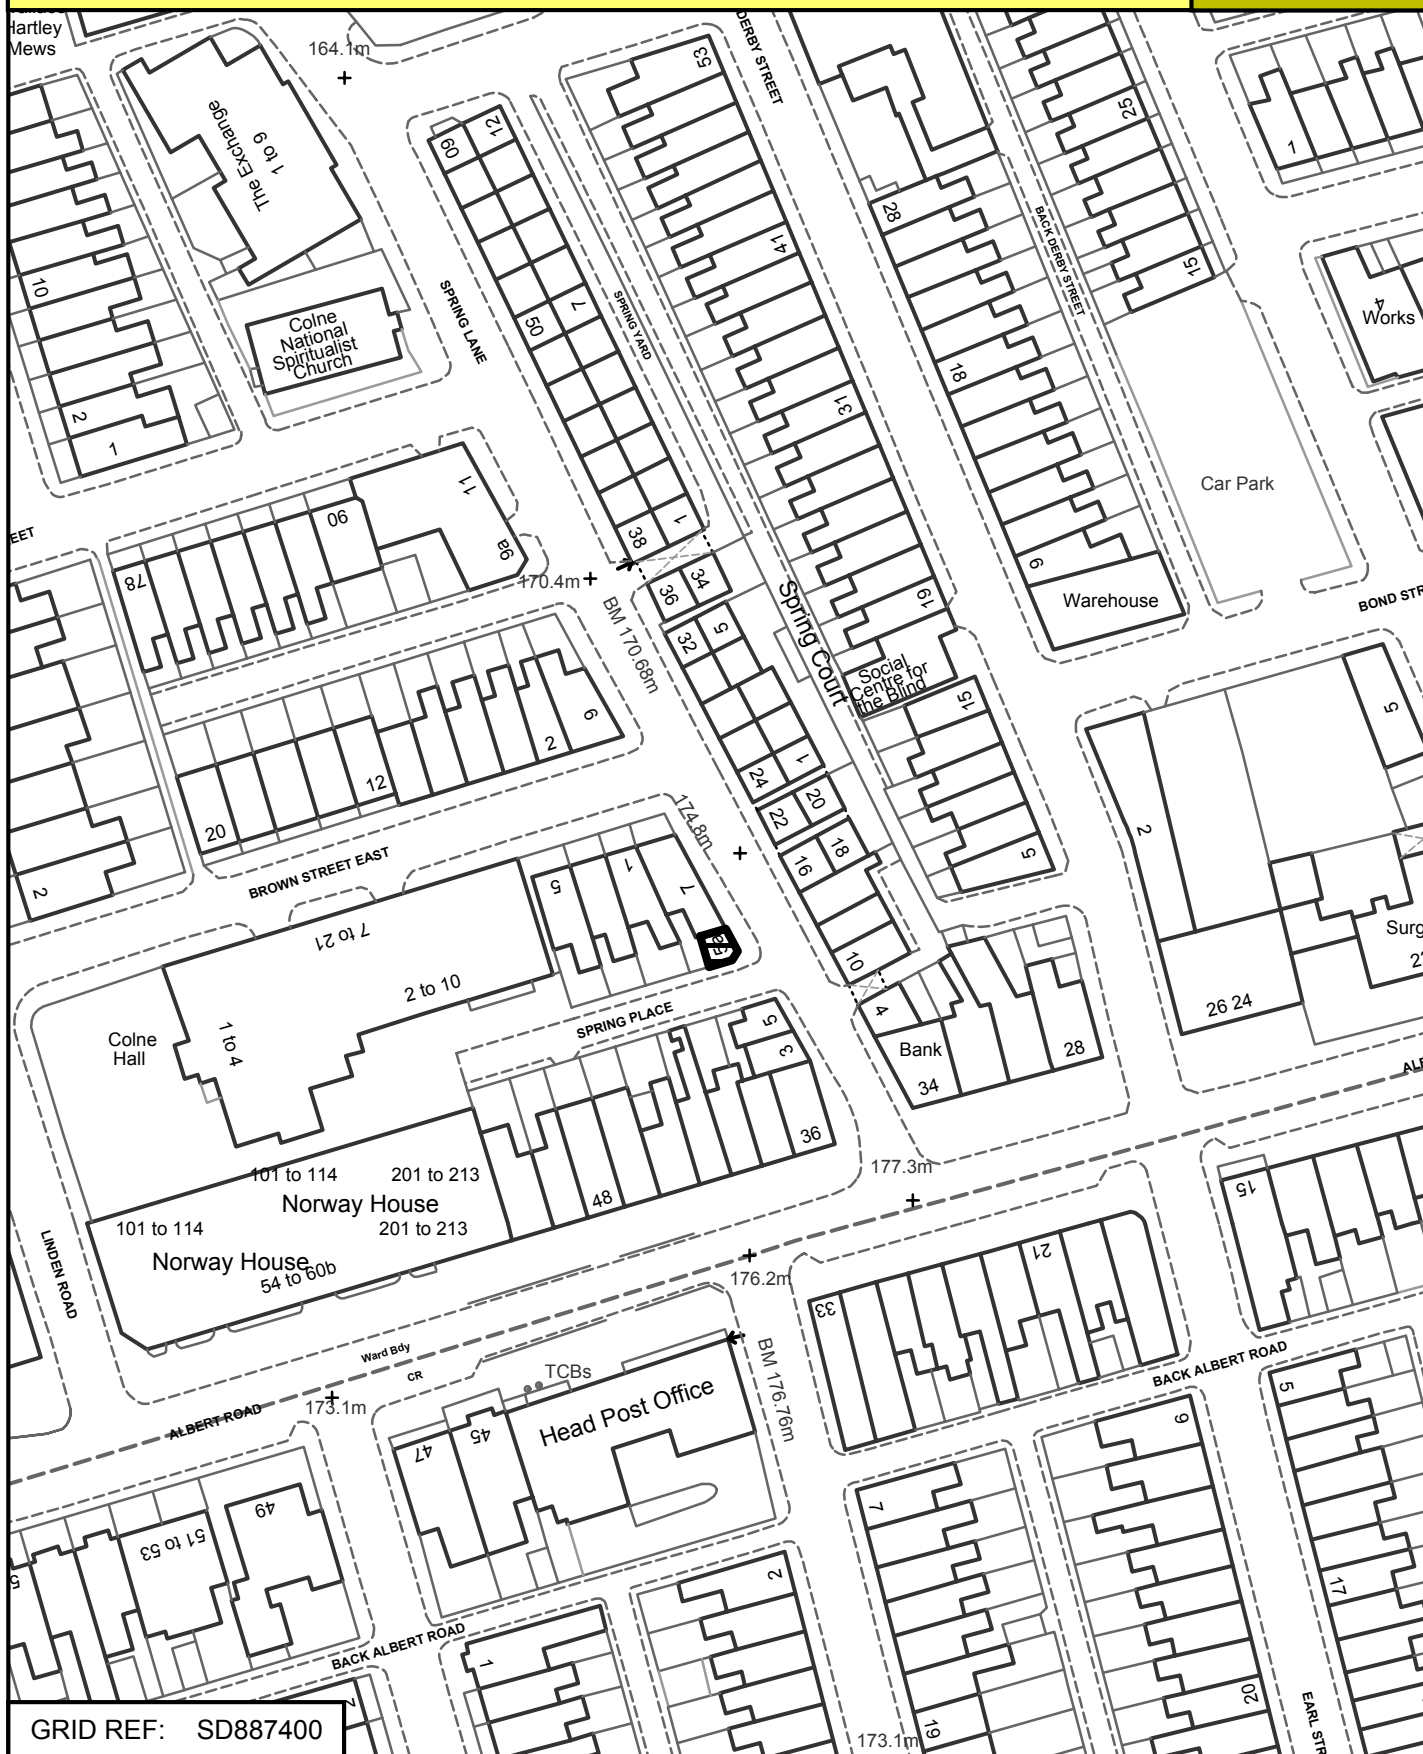 Hartley
Mews
164.1m
DERBY STREET
53
25
1
The Exchange
1 to 9
60
12
28
41
BACK DERBY STREET
15
10
Colne
National
Spiritualist
Church
SPRING LANE
50
7
SPRING YARD
4
Works
18
2
1
31
Car Park
EET
90
11
9a
78
38
1
170.4m
36
34
9
Warehouse
BOND STR
BM 170.68m
32
5
Spring Court
19
Social
Centre for
the Blind
15
5
9
2
12
20
24
1
22
20
174.8m
16
18
2
5
2
BROWN STREET EAST
5
1
7
7 to 21
2 to 10
5a
10
Surg
26 24
Colne
Hall
1 to 4
SPRING PLACE
5
3
4
Bank
34
28
ALB
36
177.3m
101 to 114
201 to 213
Norway House
48
15
101 to 114
201 to 213
Norway House
54 to 60b
LINDEN ROAD
21
176.2m
33
Ward Bdy
CR
TCBs
BM 176.76m
BACK ALBERT ROAD
5
ALBERT ROAD
173.1m
Head Post Office
47
45
9
7
49
51 to 53
5
2
17
BACK ALBERT ROAD
1
20
EARL STR
19
173.1m
GRID REF: SD887400